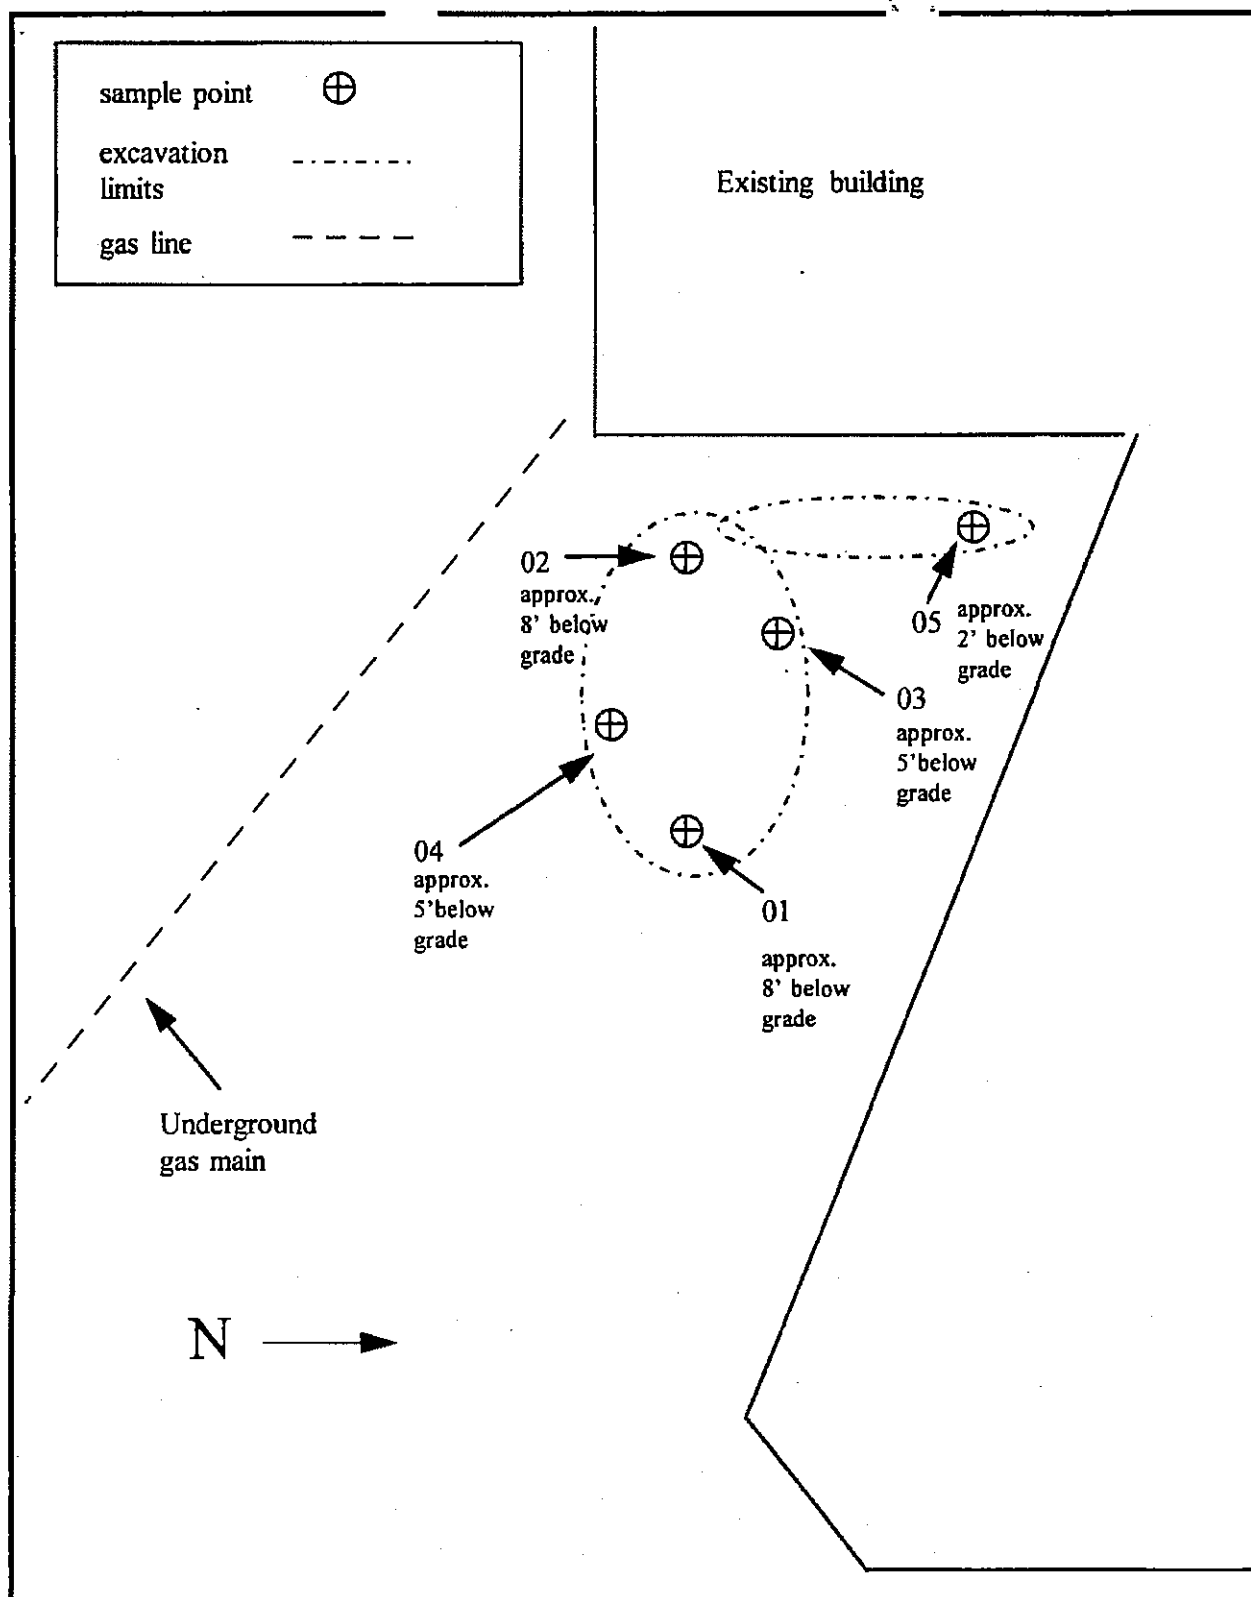 sample point
excavation
limits
gas line
Existing building
02
approx.
8' below
grade
05
approx.
2' below
grade
03
approx.
5'below
grade
04
approx.
5'below
grade
01
approx.
8' below
grade
Underground
gas main
N